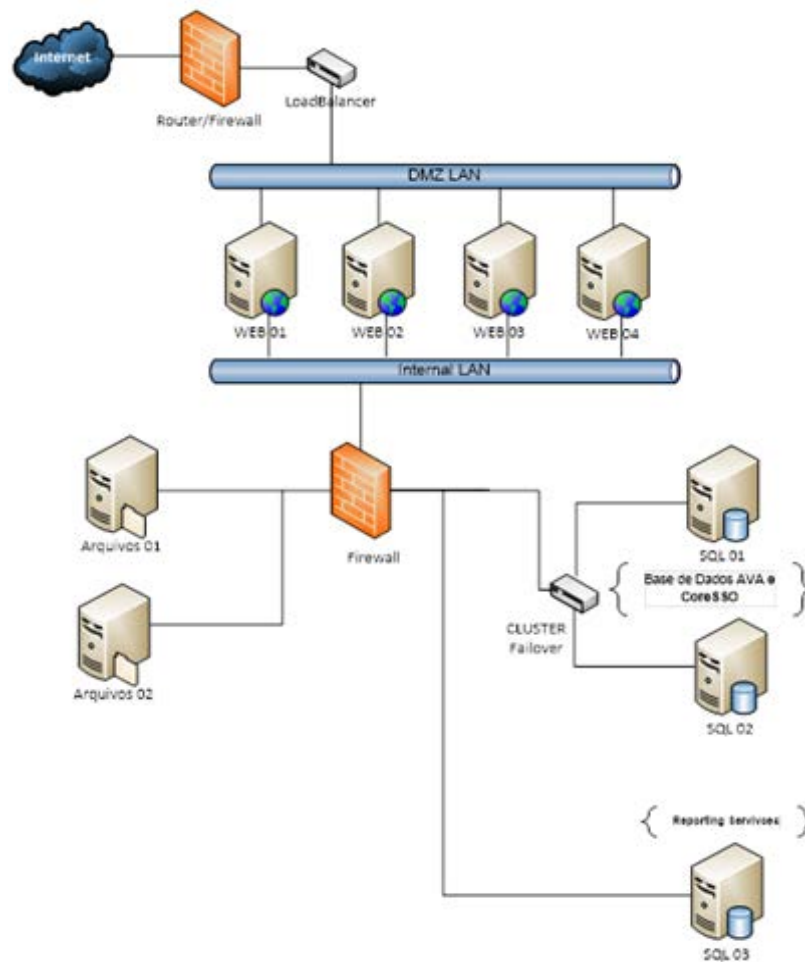 Internet
Router/Firewall
LoadBalancer
DMZ LAN
WEB 01
WEB 02
WEB 03
WEB 04
Internal LAN
Arquivos 01
Firewall
SQL 01
Base de Dados AVA e
CoreSSO
CLUSTER
Failover
Arquivos 02
SQL 02
Reporting Servivoes
SQL 03